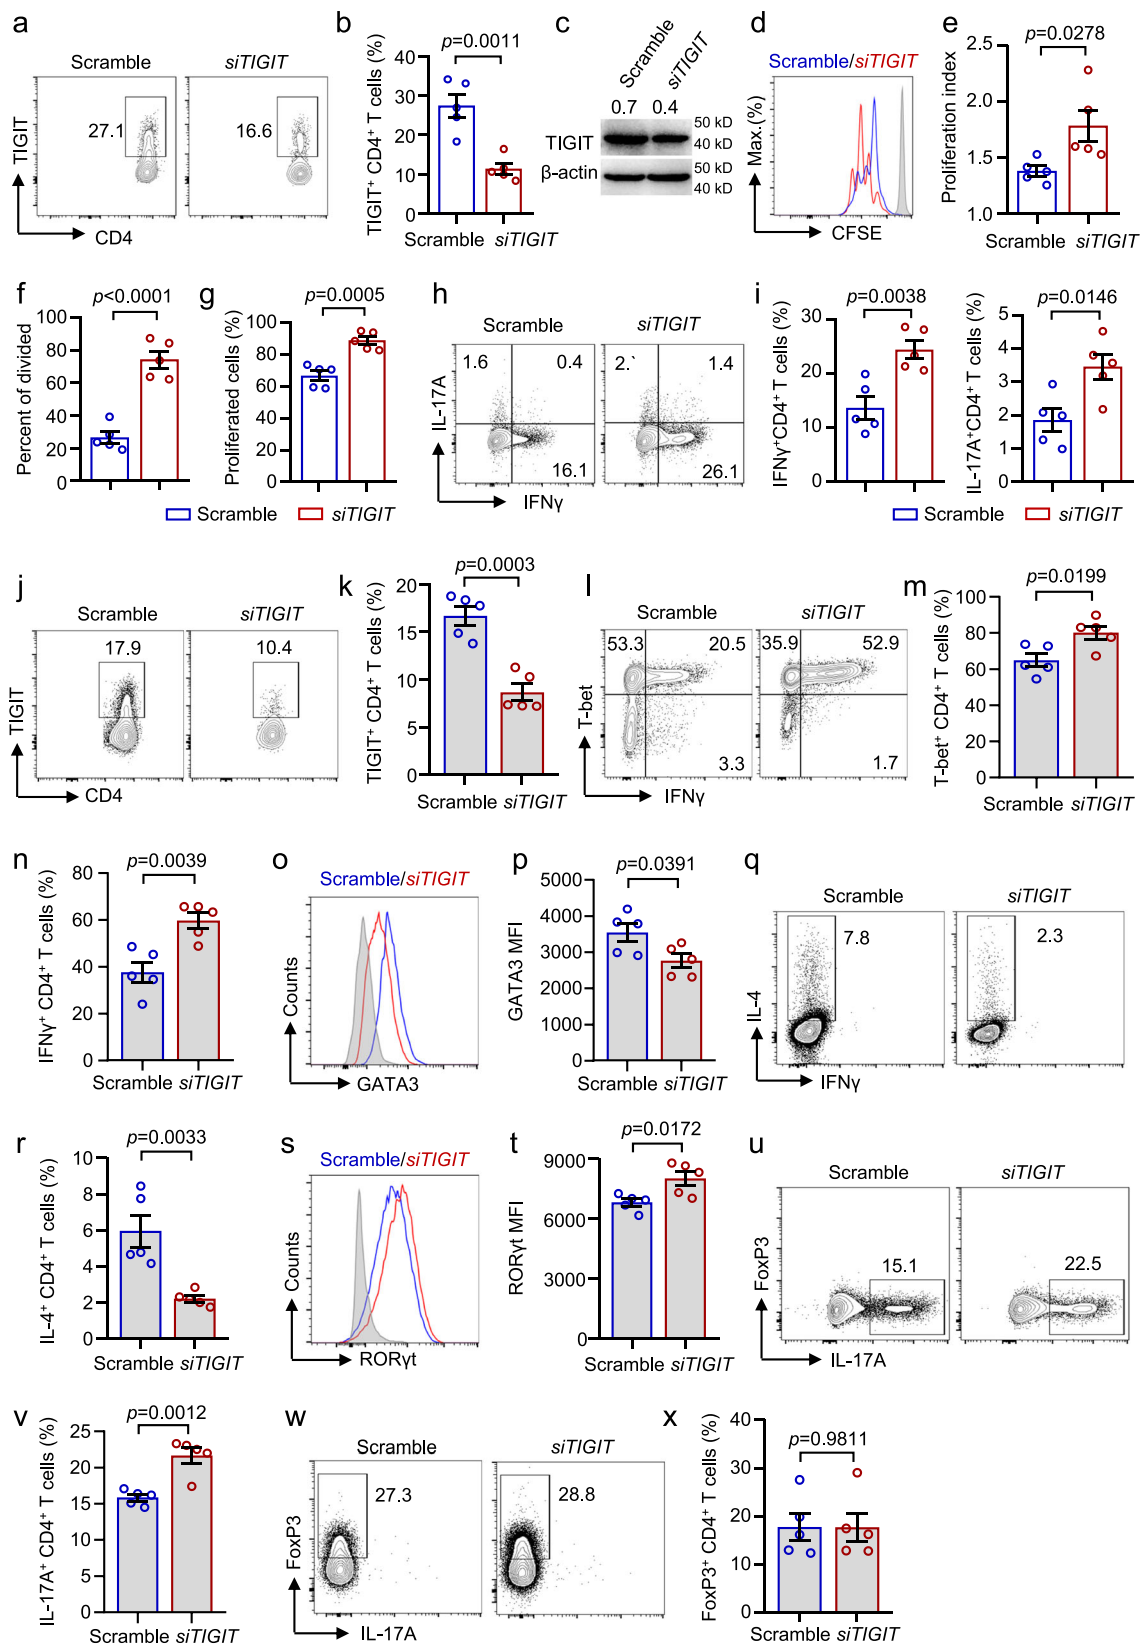 a
Scramble
siTIGIT
27.1
16.6
TIGIT
CD4
b
p=0.0011
TIGIT⁺ CD4⁺ T cells (%)
40
30
20
10
0
Scramble siTIGIT
c
Scramble
siTIGIT
0.7 0.4
TIGIT
50 kD
40 kD
β-actin
50 kD
40 kD
d
Scramble/siTIGIT
Max.(%)
CFSE
e
p=0.0278
Proliferation index
2.5
2.0
1.5
1.0
Scramble siTIGIT
f
p<0.0001
Percent of divided
100
80
60
40
20
0
g
p=0.0005
Proliferated cells (%)
100
80
60
40
20
0
Scramble siTIGIT
h
Scramble
siTIGIT
1.6 0.4
16.1
2.
1.4
26.1
IL-17A
IFNγ
i
p=0.0038
IFNγ⁺CD4⁺ T cells (%)
30
20
10
0
p=0.0146
IL-17A⁺CD4⁺ T cells (%)
5
4
3
2
1
0
Scramble siTIGIT
j
Scramble
siTIGIT
17.9
10.4
TIGIT
CD4
k
p=0.0003
TIGIT⁺ CD4⁺ T cells (%)
20
15
10
5
0
Scramble siTIGIT
l
Scramble
siTIGIT
53.3 20.5
3.3
35.9 52.9
1.7
T-bet
IFNγ
m
p=0.0199
T-bet⁺ CD4⁺ T cells (%)
100
80
60
40
20
0
Scramble siTIGIT
n
p=0.0039
IFNγ⁺ CD4⁺ T cells (%)
80
60
40
20
0
Scramble siTIGIT
o
Scramble/siTIGIT
Counts
GATA3
p
p=0.0391
GATA3 MFI
5000
4000
3000
2000
1000
0
Scramble siTIGIT
q
Scramble
siTIGIT
7.8
2.3
IL-4
IFNγ
r
p=0.0033
IL-4⁺ CD4⁺ T cells (%)
10
8
6
4
2
0
Scramble siTIGIT
s
Scramble/siTIGIT
Counts
RORγt
t
p=0.0172
RORγt MFI
9000
6000
3000
0
Scramble siTIGIT
u
Scramble
siTIGIT
15.1
22.5
FoxP3
IL-17A
v
p=0.0012
IL-17A⁺ CD4⁺ T cells (%)
25
20
15
10
5
0
Scramble siTIGIT
w
Scramble
siTIGIT
27.3
28.8
FoxP3
IL-17A
x
p=0.9811
FoxP3⁺ CD4⁺ T cells (%)
40
30
20
10
0
Scramble siTIGIT